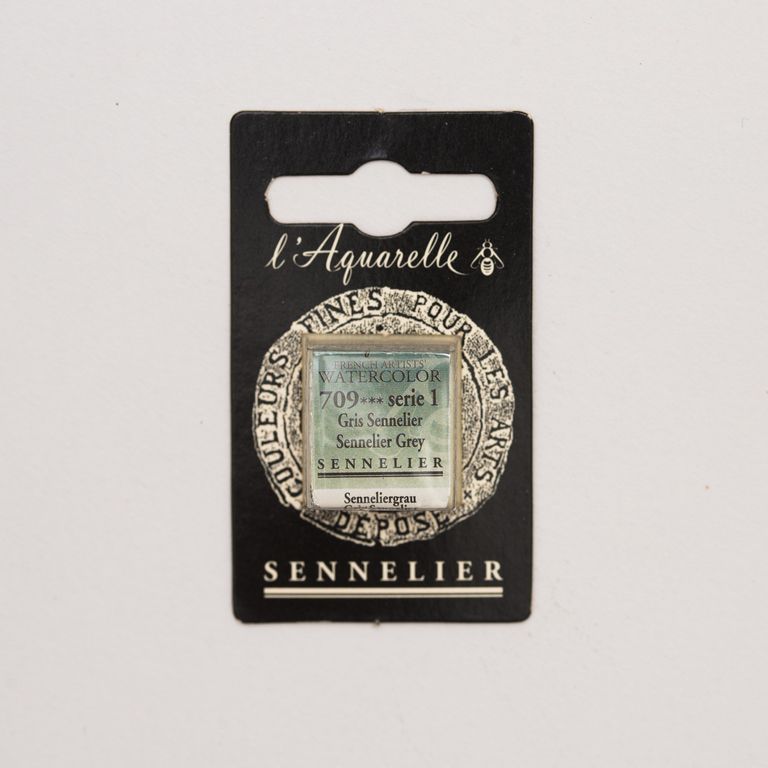 l'Aquarelle
COULEURS FINES POUR LES ARTS
FRENCH ARTISTS'
WATERCOLOR
709*** serie 1
Gris Sennelier
Sennelier Grey
SENNELIER
Senneliergrau
DÉPOSÉ
SENNELIER